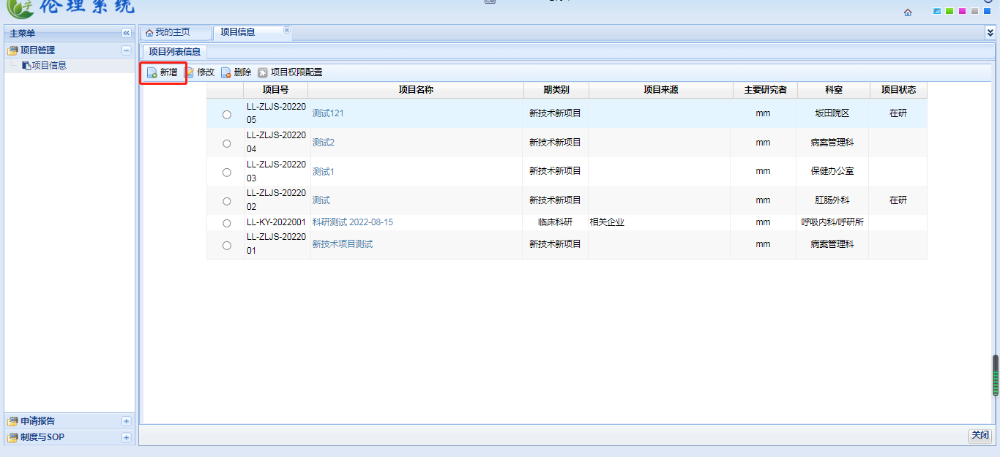 伦理系统
主菜单
我的主页
项目信息
项目管理
项目信息
项目列表信息
新增 修改 删除 项目权限配置
项目号 项目名称 期类别 项目来源 主要研究者 科室 项目状态
LL-ZLJS-20220
05 测试121 新技术新项目 mm 坂田院区 在研
LL-ZLJS-20220
04 测试2 新技术新项目 mm 病案管理科
LL-ZLJS-20220
03 测试1 新技术新项目 mm 保健办公室
LL-ZLJS-20220
02 测试 新技术新项目 mm 肛肠外科 在研
LL-KY-2022001 科研测试 2022-08-15 临床科研 相关企业 mm 呼吸内科/呼研所
LL-ZLJS-20220
01 新技术项目测试 新技术新项目 mm 病案管理科
申请报告
制度与SOP
关闭